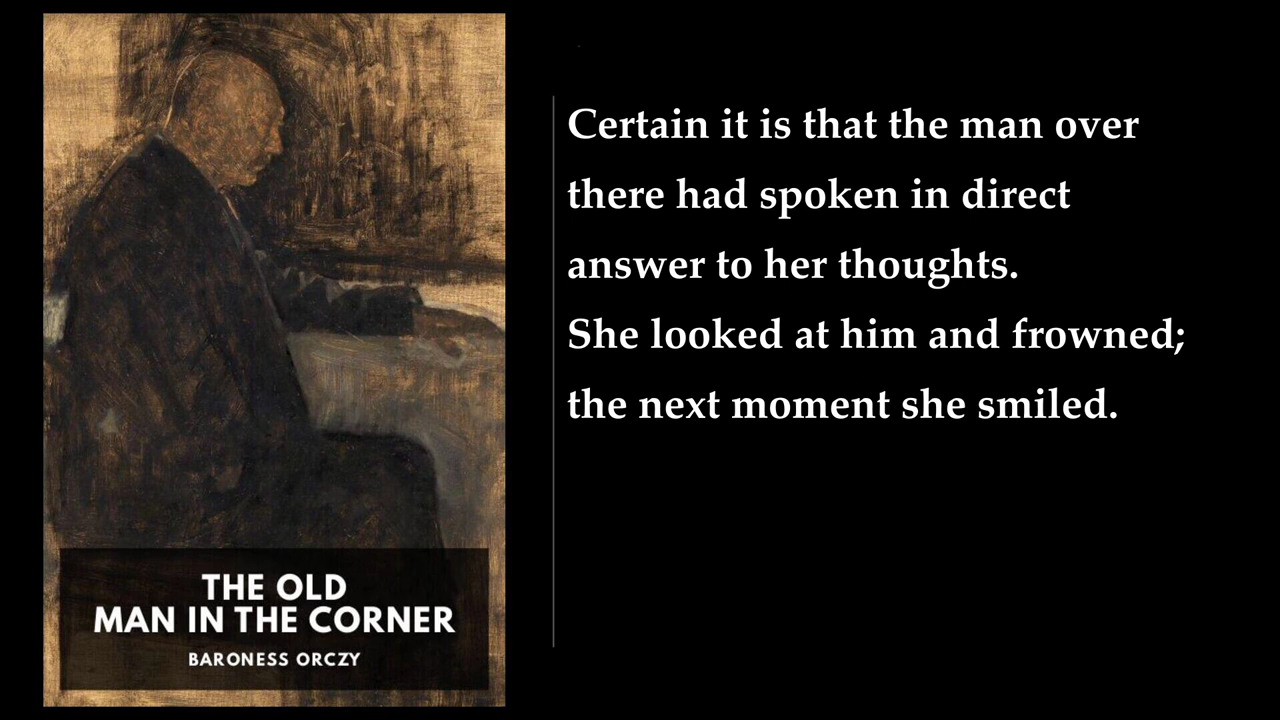 THE OLD
MAN IN THE CORNER
BARONESS ORCZY
Certain it is that the man over
there had spoken in direct
answer to her thoughts.
She looked at him and frowned;
the next moment she smiled.